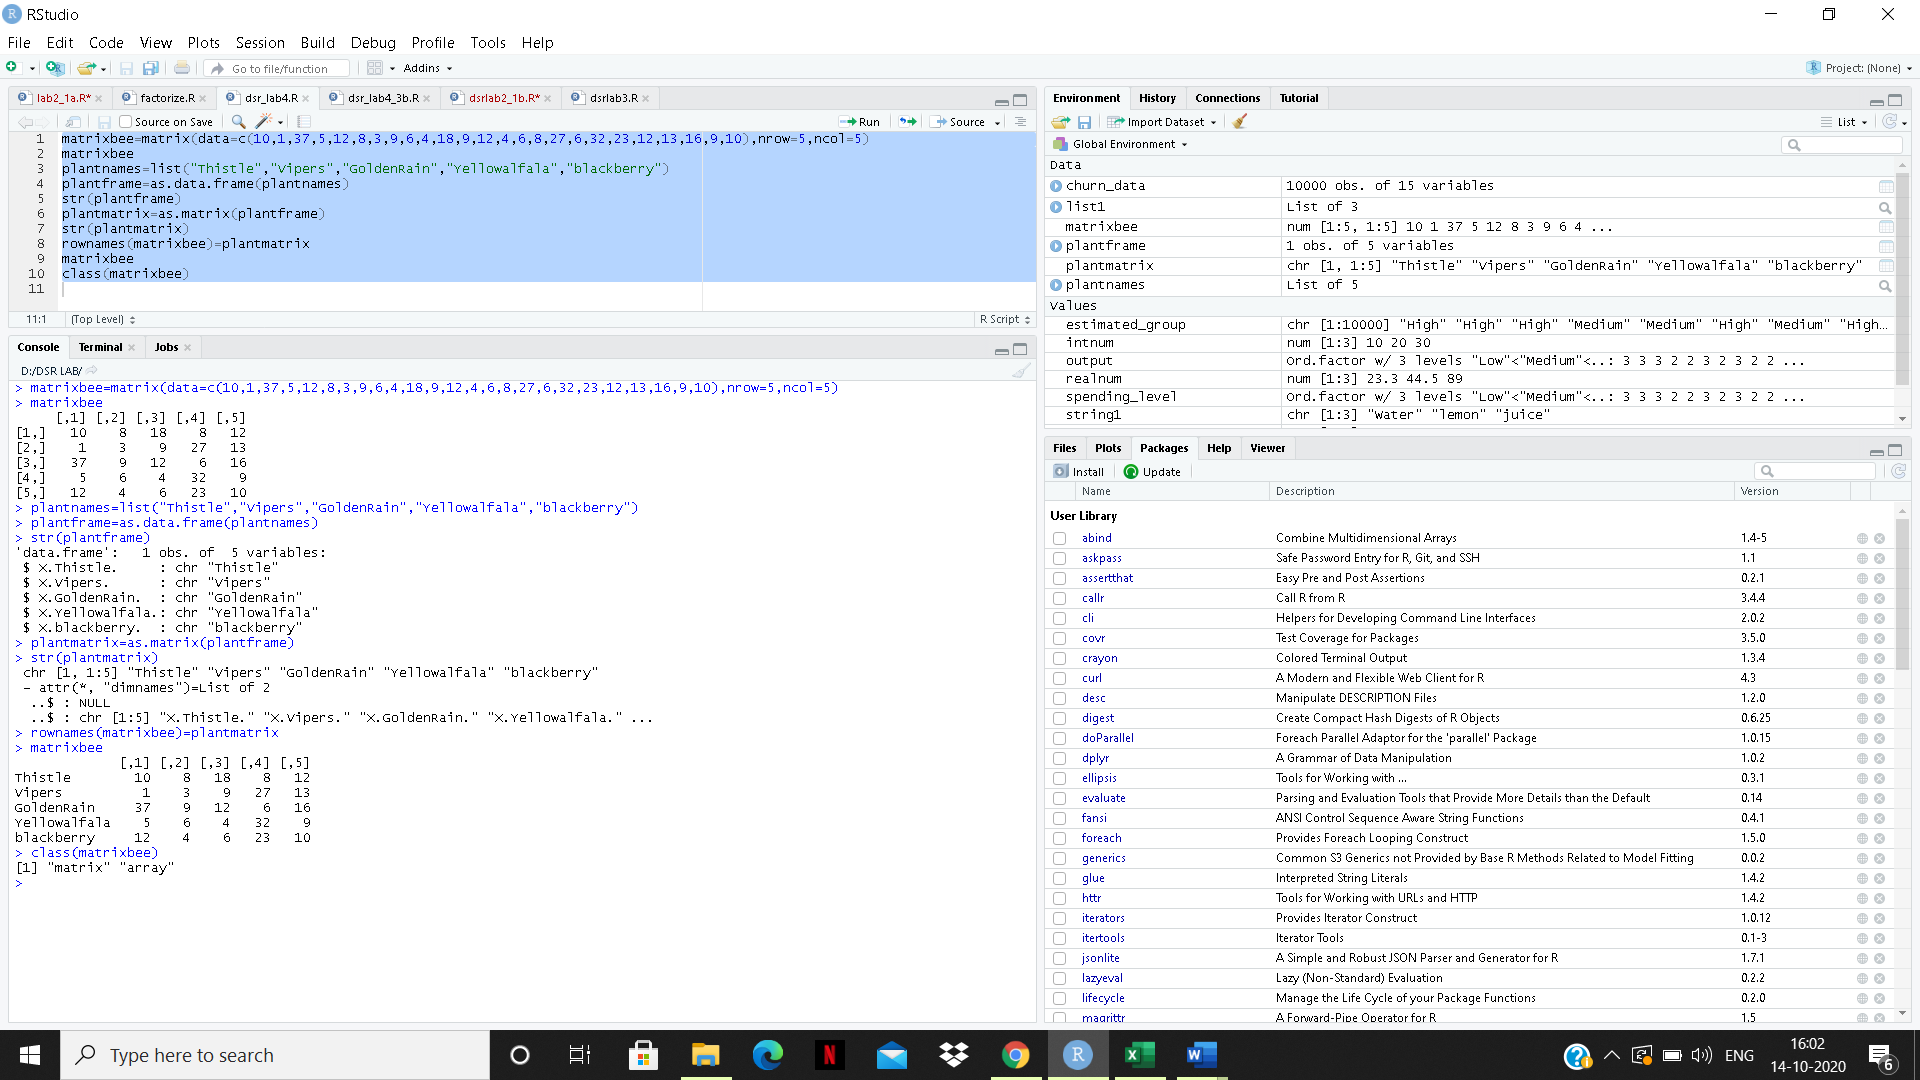 RStudio
File Edit Code View Plots Session Build Debug Profile Tools Help
Go to file/function Addins Project: (None)
lab2_1a.R* factorize.R dsr_lab4.R dsr_lab4_3b.R dsrlab2_1b.R* dsrlab3.R
Source on Save Run Source
1 matrixbee=matrix(data=c(10,1,37,5,12,8,3,9,6,4,18,9,12,4,6,8,27,6,32,23,12,13,16,9,10),nrow=5,ncol=5)
2 matrixbee
3 plantnames=list("Thistle","Vipers","GoldenRain","Yellowalfala","blackberry")
4 plantframe=as.data.frame(plantnames)
5 str(plantframe)
6 plantmatrix=as.matrix(plantframe)
7 str(plantmatrix)
8 rownames(matrixbee)=plantmatrix
9 matrixbee
10 class(matrixbee)
11
11:1 (Top Level) R Script
Console Terminal Jobs
D:/DSR LAB/
> matrixbee=matrix(data=c(10,1,37,5,12,8,3,9,6,4,18,9,12,4,6,8,27,6,32,23,12,13,16,9,10),nrow=5,ncol=5)
> matrixbee
[,1] [,2] [,3] [,4] [,5]
[1,] 10 8 18 8 12
[2,] 1 3 9 27 13
[3,] 37 9 12 6 16
[4,] 5 6 4 32 9
[5,] 12 4 6 23 10
> plantnames=list("Thistle","Vipers","GoldenRain","Yellowalfala","blackberry")
> plantframe=as.data.frame(plantnames)
> str(plantframe)
'data.frame': 1 obs. of 5 variables:
$ X.Thistle. : chr "Thistle"
$ X.Vipers. : chr "Vipers"
$ X.GoldenRain. : chr "GoldenRain"
$ X.Yellowalfala.: chr "Yellowalfala"
$ X.blackberry. : chr "blackberry"
> plantmatrix=as.matrix(plantframe)
> str(plantmatrix)
chr [1, 1:5] "Thistle" "Vipers" "GoldenRain" "Yellowalfala" "blackberry"
- attr(*, "dimnames")=List of 2
..$ : NULL
..$ : chr [1:5] "X.Thistle." "X.Vipers." "X.GoldenRain." "X.Yellowalfala." ...
> rownames(matrixbee)=plantmatrix
> matrixbee
[,1] [,2] [,3] [,4] [,5]
Thistle 10 8 18 8 12
Vipers 1 3 9 27 13
GoldenRain 37 9 12 6 16
Yellowalfala 5 6 4 32 9
blackberry 12 4 6 23 10
> class(matrixbee)
[1] "matrix" "array"
>
Environment History Connections Tutorial
Import Dataset List
Global Environment
Data
churn_data 10000 obs. of 15 variables
list1 List of 3
matrixbee num [1:5, 1:5] 10 1 37 5 12 8 3 9 6 4 ...
plantframe 1 obs. of 5 variables
plantmatrix chr [1, 1:5] "Thistle" "Vipers" "GoldenRain" "Yellowalfala" "blackberry"
plantnames List of 5
Values
estimated_group chr [1:10000] "High" "High" "High" "Medium" "Medium" "High" "Medium" "High...
intnum num [1:3] 10 20 30
output Ord.factor w/ 3 levels "Low"<"Medium"<..: 3 3 3 2 2 3 2 3 2 2 ...
realnum num [1:3] 23.3 44.5 89
spending_level Ord.factor w/ 3 levels "Low"<"Medium"<..: 3 3 3 2 2 3 2 3 2 2 ...
string1 chr [1:3] "Water" "lemon" "juice"
Files Plots Packages Help Viewer
Install Update
Name Description Version
User Library
abind Combine Multidimensional Arrays 1.4-5
askpass Safe Password Entry for R, Git, and SSH 1.1
assertthat Easy Pre and Post Assertions 0.2.1
callr Call R from R 3.4.4
cli Helpers for Developing Command Line Interfaces 2.0.2
covr Test Coverage for Packages 3.5.0
crayon Colored Terminal Output 1.3.4
curl A Modern and Flexible Web Client for R 4.3
desc Manipulate DESCRIPTION Files 1.2.0
digest Create Compact Hash Digests of R Objects 0.6.25
doParallel Foreach Parallel Adaptor for the 'parallel' Package 1.0.15
dplyr A Grammar of Data Manipulation 1.0.2
ellipsis Tools for Working with ... 0.3.1
evaluate Parsing and Evaluation Tools that Provide More Details than the Default 0.14
fansi ANSI Control Sequence Aware String Functions 0.4.1
foreach Provides Foreach Looping Construct 1.5.0
generics Common S3 Generics not Provided by Base R Methods Related to Model Fitting 0.0.2
glue Interpreted String Literals 1.4.2
httr Tools for Working with URLs and HTTP 1.4.2
iterators Provides Iterator Construct 1.0.12
itertools Iterator Tools 0.1-3
jsonlite A Simple and Robust JSON Parser and Generator for R 1.7.1
lazyeval Lazy (Non-Standard) Evaluation 0.2.2
lifecycle Manage the Life Cycle of your Package Functions 0.2.0
magrittr A Forward-Pipe Operator for R 1.5
Type here to search ENG 16:02
14-10-2020 6